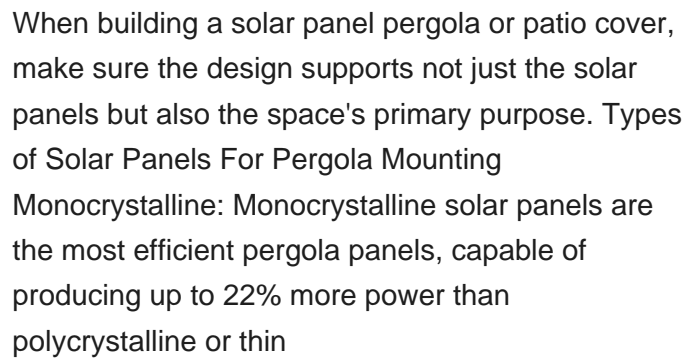 When building a solar panel pergola or patio cover,
make sure the design supports not just the solar
panels but also the space's primary purpose. Types
of Solar Panels For Pergola Mounting
Monocrystalline: Monocrystalline solar panels are
the most efficient pergola panels, capable of
producing up to 22% more power than
polycrystalline or thin